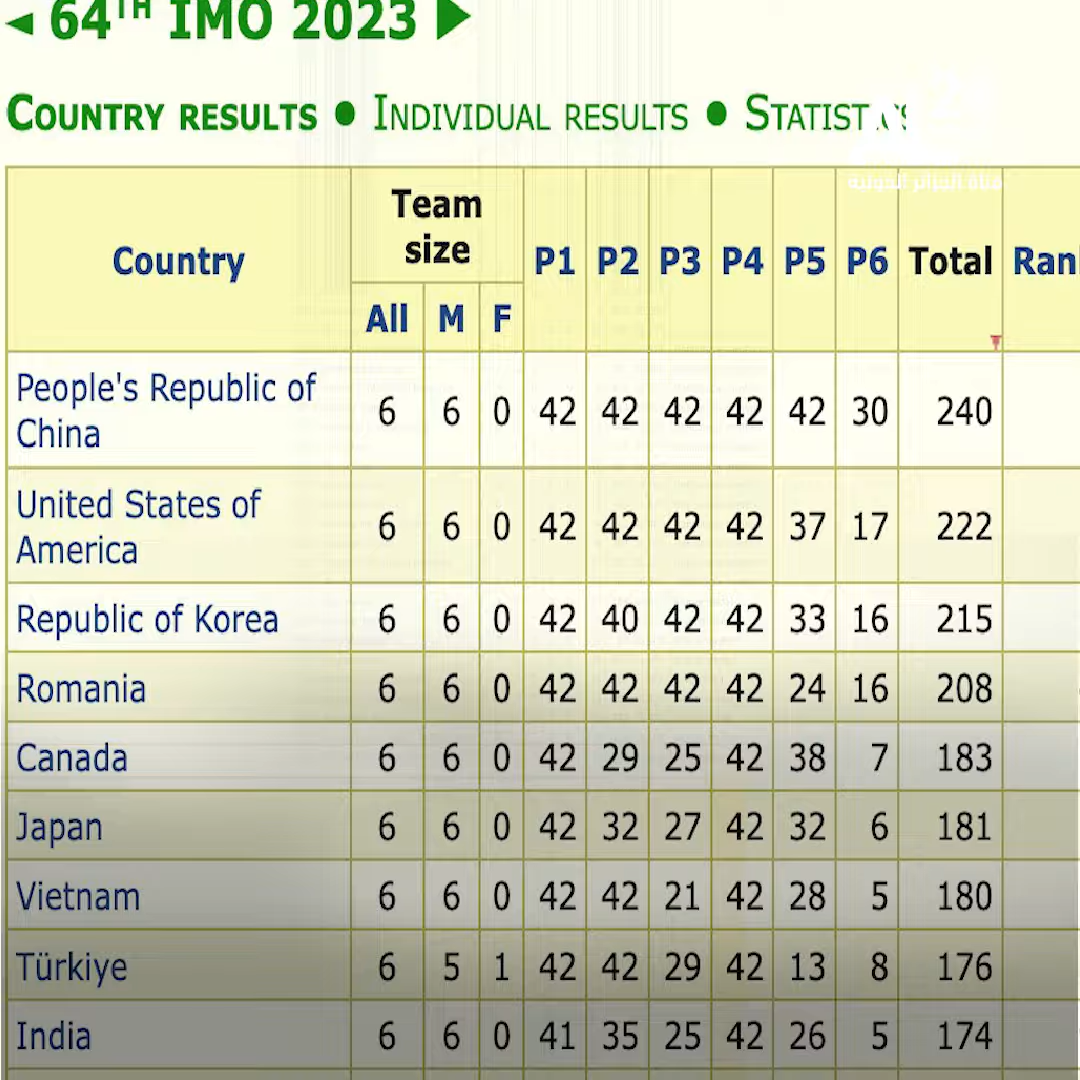 ◄ 64TH IMO 2023 ►
COUNTRY RESULTS ● INDIVIDUAL RESULTS ● STATISTICS
قناة الجزائر الدولية
Country Team size P1 P2 P3 P4 P5 P6 Total Ran
All M F
People's Republic of China 6 6 0 42 42 42 42 42 30 240
United States of America 6 6 0 42 42 42 42 37 17 222
Republic of Korea 6 6 0 42 40 42 42 33 16 215
Romania 6 6 0 42 42 42 42 24 16 208
Canada 6 6 0 42 29 25 42 38 7 183
Japan 6 6 0 42 32 27 42 32 6 181
Vietnam 6 6 0 42 42 21 42 28 5 180
Türkiye 6 5 1 42 42 29 42 13 8 176
India 6 6 0 41 35 25 42 26 5 174